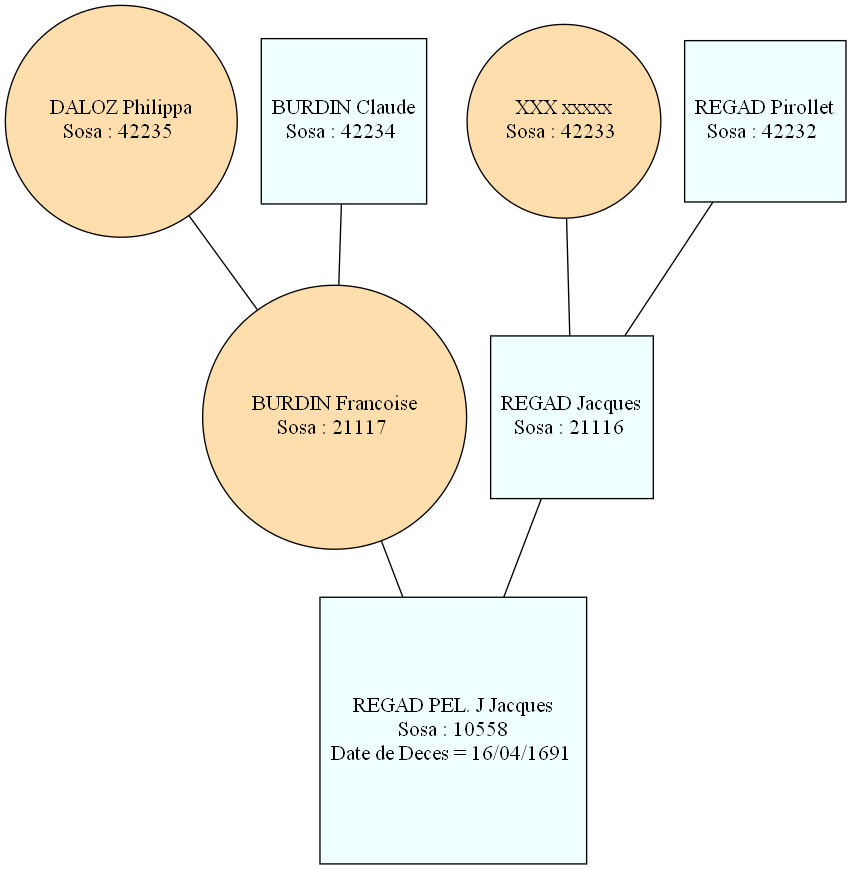 DALOZ Philippa
Sosa : 42235
BURDIN Claude
Sosa : 42234
XXX xxxxx
Sosa : 42233
REGAD Pirollet
Sosa : 42232
BURDIN Francoise
Sosa : 21117
REGAD Jacques
Sosa : 21116
REGAD PEL. J Jacques
Sosa : 10558
Date de Deces = 16/04/1691